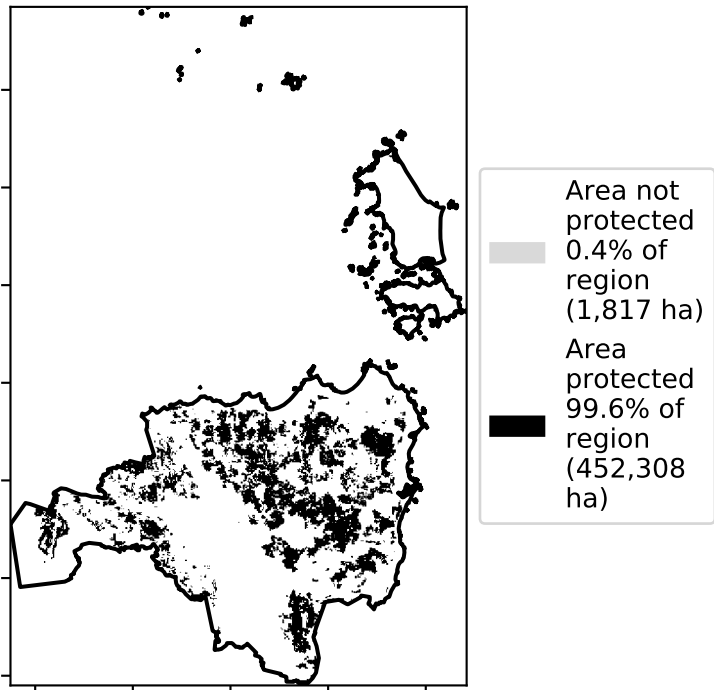 Area not
protected
0.4% of
region
(1,817 ha)
Area
protected
99.6% of
region
(452,308
ha)